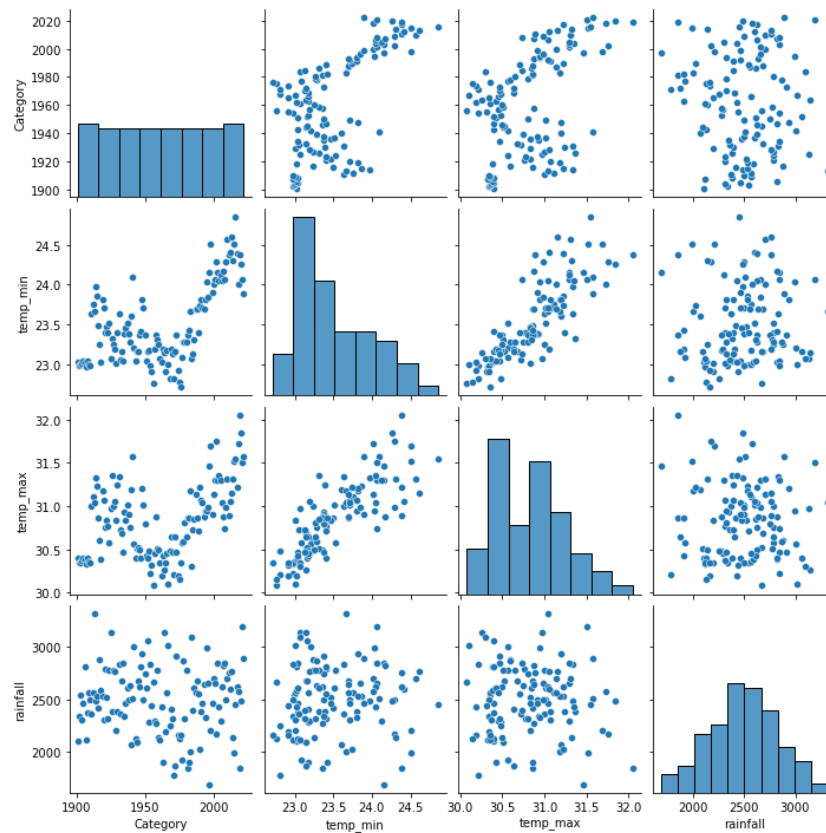 2020
2000
1980
1960
1940
1920
1900
Category
24.5
24.0
23.5
23.0
temp_min
32.0
31.5
31.0
30.5
30.0
temp_max
3000
2500
2000
rainfall
1900 1950 2000
Category
23.0 23.5 24.0 24.5
temp_min
30.0 30.5 31.0 31.5 32.0
temp_max
2000 2500 3000
rainfall